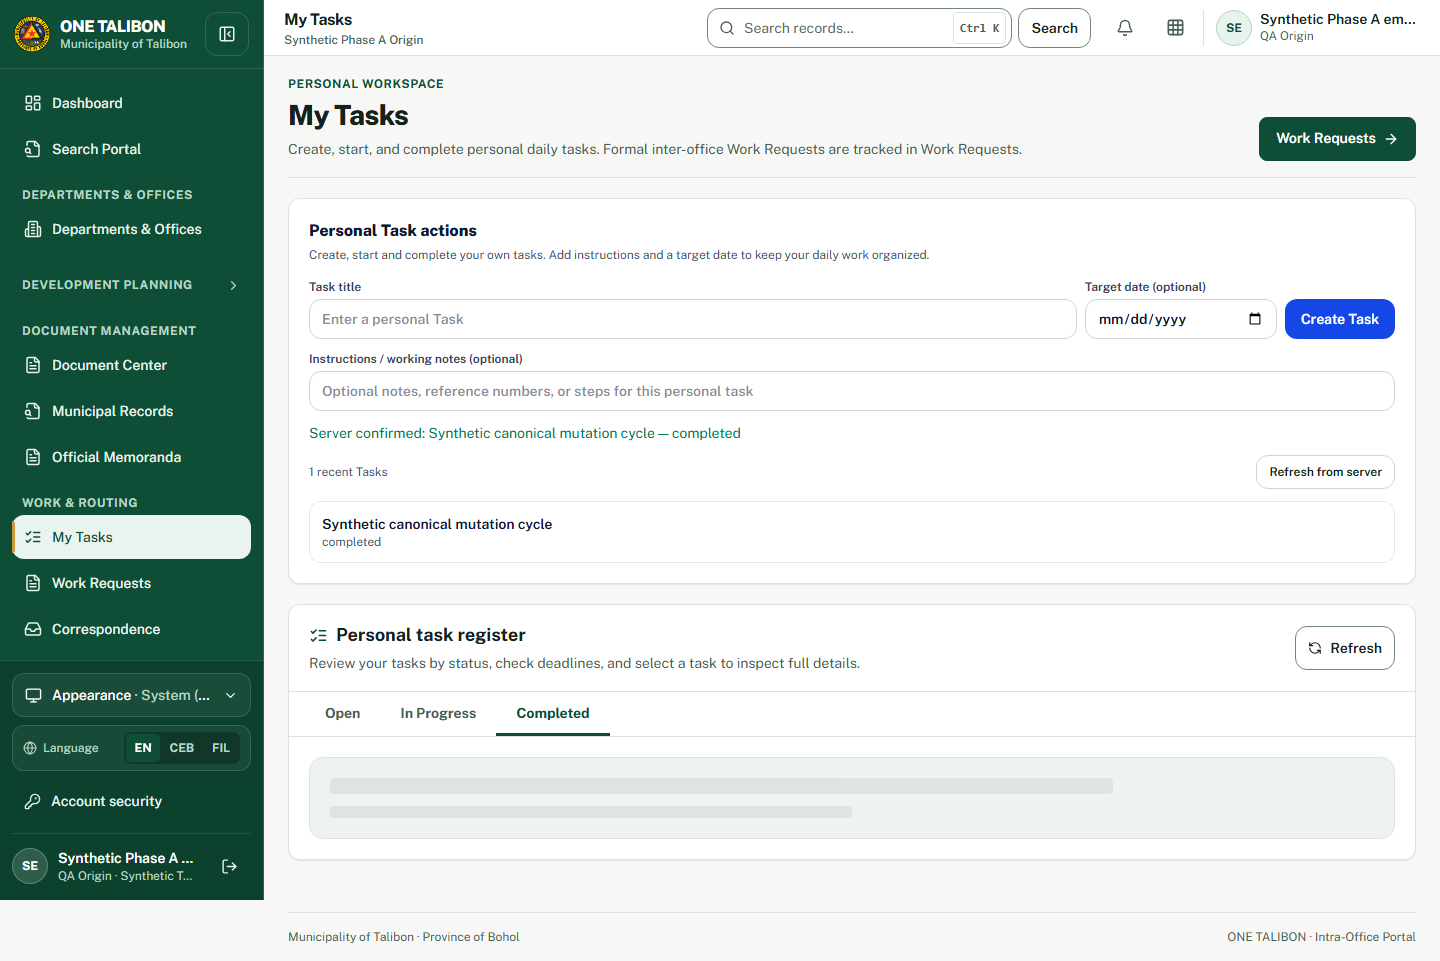 ONE TALIBON
Municipality of Talibon
Dashboard
Search Portal
DEPARTMENTS & OFFICES
Departments & Offices
DEVELOPMENT PLANNING
DOCUMENT MANAGEMENT
Document Center
Municipal Records
Official Memoranda
WORK & ROUTING
My Tasks
Work Requests
Correspondence
Appearance · System (...
Language EN CEB FIL
Account security
SE
Synthetic Phase A ...
QA Origin · Synthetic T...
My Tasks
Synthetic Phase A Origin
Search records... Ctrl K Search
SE
Synthetic Phase A em...
QA Origin
PERSONAL WORKSPACE
My Tasks
Create, start, and complete personal daily tasks. Formal inter-office Work Requests are tracked in Work Requests.
Work Requests
Personal Task actions
Create, start and complete your own tasks. Add instructions and a target date to keep your daily work organized.
Task title
Enter a personal Task
Target date (optional)
mm/dd/yyyy
Create Task
Instructions / working notes (optional)
Optional notes, reference numbers, or steps for this personal task
Server confirmed: Synthetic canonical mutation cycle — completed
1 recent Tasks
Refresh from server
Synthetic canonical mutation cycle
completed
Personal task register
Review your tasks by status, check deadlines, and select a task to inspect full details.
Refresh
Open In Progress Completed
Municipality of Talibon · Province of Bohol
ONE TALIBON · Intra-Office Portal